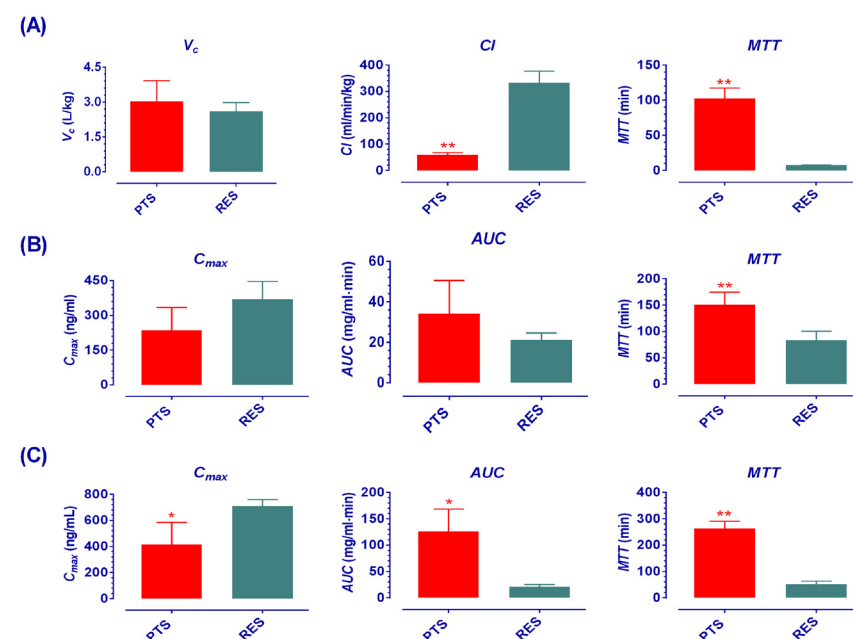 (A)
Vc
Cl
MTT
Vc (L/kg)
4.5
3.0
1.5
0.0
PTS
RES
Cl (ml/min/kg)
400
300
200
100
0
**
PTS
RES
MTT (min)
150
100
50
0
**
PTS
RES
(B)
Cmax
AUC
MTT
Cmax (ng/ml)
450
300
150
0
PTS
RES
AUC (mg/ml·min)
60
40
20
0
PTS
RES
MTT (min)
200
150
100
50
0
**
PTS
RES
(C)
Cmax
AUC
MTT
Cmax (ng/mL)
800
600
400
200
0
*
PTS
RES
AUC (mg/ml·min)
200
150
100
50
0
*
PTS
RES
MTT (min)
400
300
200
100
0
**
PTS
RES